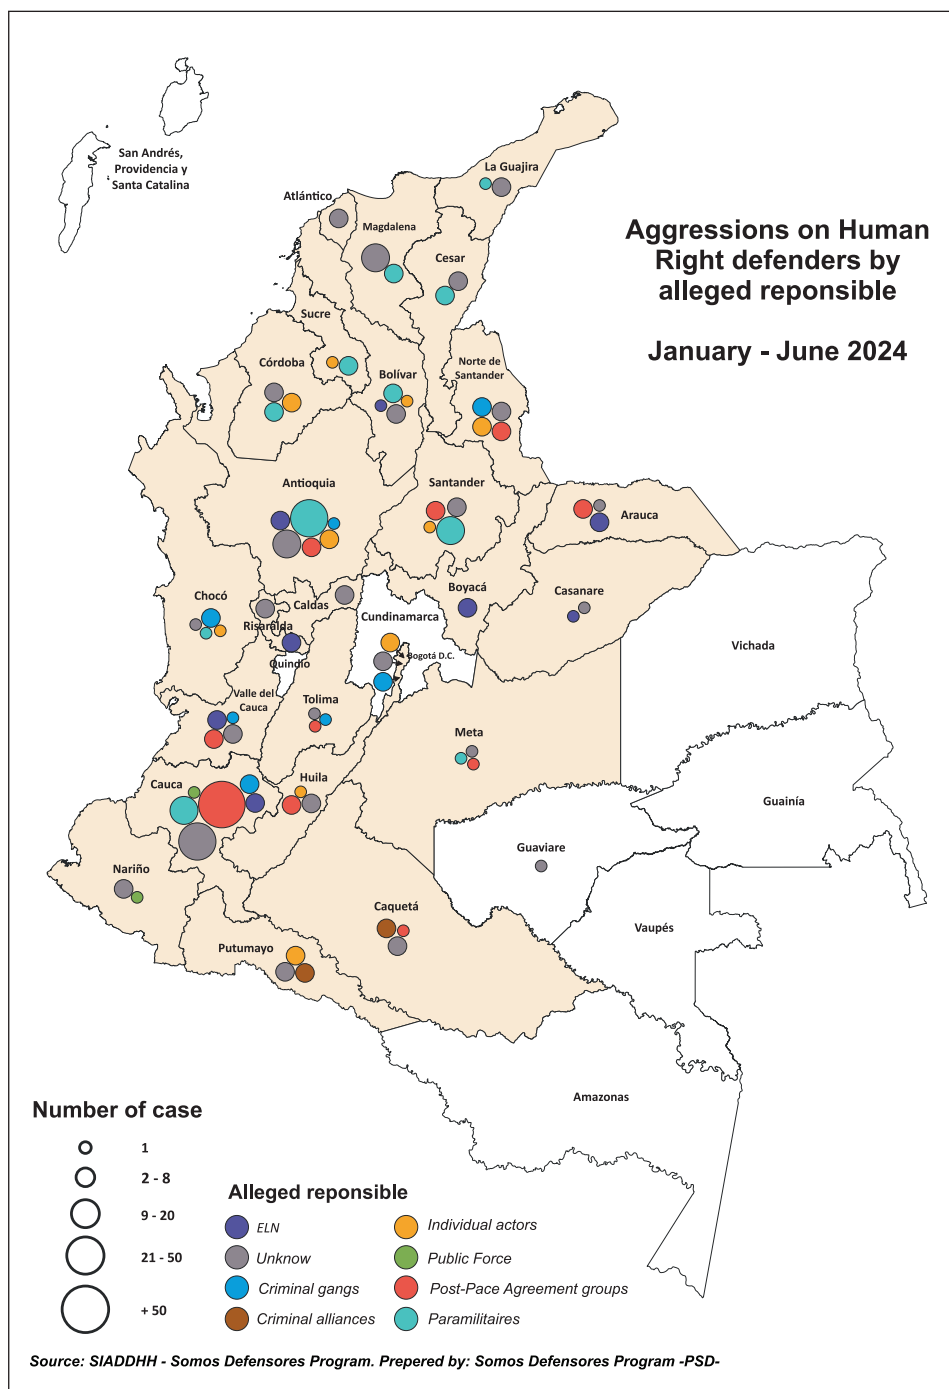 San Andrés,
Providencia y
Santa Catalina
Aggressions on Human
Right defenders by
alleged reponsible
January - June 2024
La Guajira
Atlántico
Magdalena
Cesar
Sucre
Córdoba
Bolívar
Norte de
Santander
Antioquia
Santander
Arauca
Chocó
Caldas
Risaralda
Quindio
Cundinamarca
Bogotá D.C.
Boyacá
Casanare
Vichada
Valle del
Cauca
Tolima
Meta
Guainía
Cauca
Huila
Guaviare
Nariño
Caquetá
Vaupés
Putumayo
Amazonas
Number of case
1
2 - 8
9 - 20
21 - 50
+ 50
Alleged reponsible
ELN
Unknow
Criminal gangs
Criminal alliances
Individual actors
Public Force
Post-Pace Agreement groups
Paramilitaires
Source: SIADDHH - Somos Defensores Program. Prepered by: Somos Defensores Program -PSD-